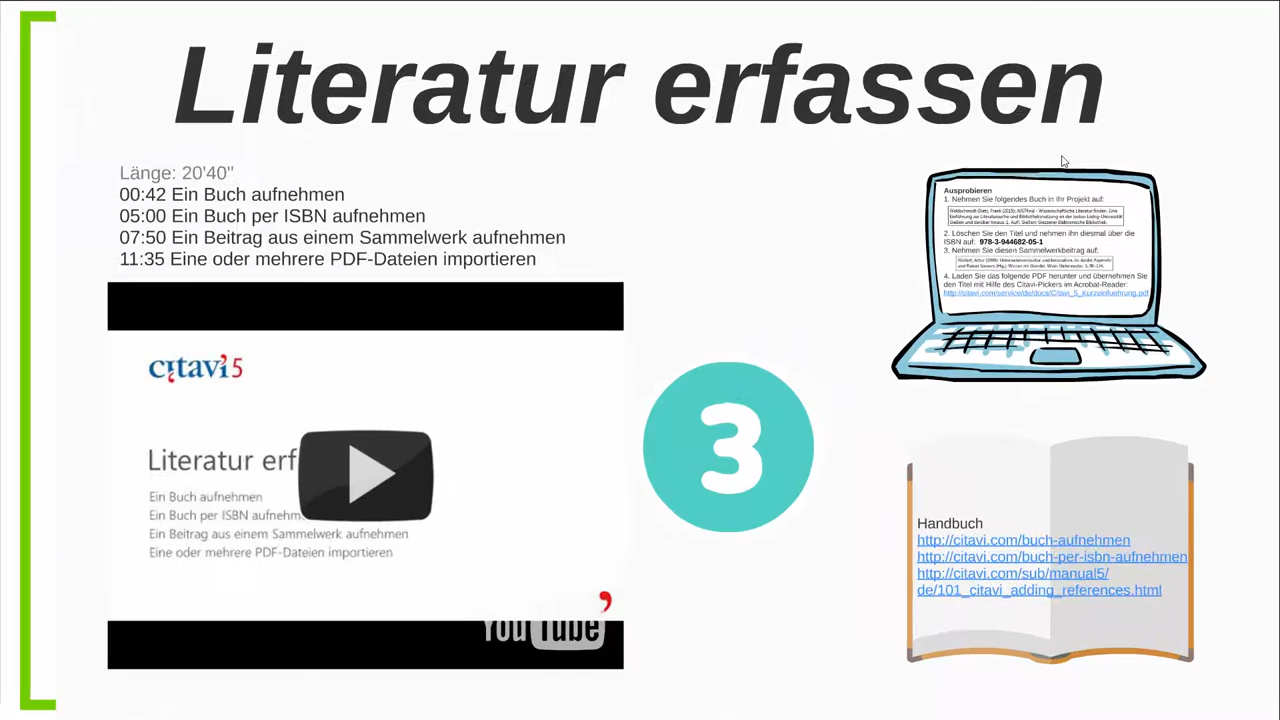 Literatur erfassen
Länge: 20'40"
00:42 Ein Buch aufnehmen
05:00 Ein Buch per ISBN aufnehmen
07:50 Ein Beitrag aus einem Sammelwerk aufnehmen
11:35 Eine oder mehrere PDF-Dateien importieren
citavi 5
Literatur erf
Ein Buch aufnehmen
Ein Buch per ISBN aufnehm
Ein Beitrag aus einem Sammelwerk aufnehmen
Eine oder mehrere PDF-Dateien importieren
YouTube
3
Ausprobieren
1. Nehmen Sie folgendes Buch in Ihr Projekt auf:
2. Löschen Sie den Titel und nehmen ihn diesmal über die
ISBN auf: 978-3-944682-05-1
3. Nehmen Sie diesen Sammelwerkbeitrag auf:
4. Laden Sie das folgende PDF herunter und übernehmen Sie
den Titel mit Hilfe des Citavi-Pickers im Acrobat-Reader:
http://citavi.com/service/de/docs/Citavi_5_Kurzeinfuehrung.pdf
Handbuch
http://citavi.com/buch-aufnehmen
http://citavi.com/buch-per-isbn-aufnehmen
http://citavi.com/sub/manual5/
de/101_citavi_adding_references.html